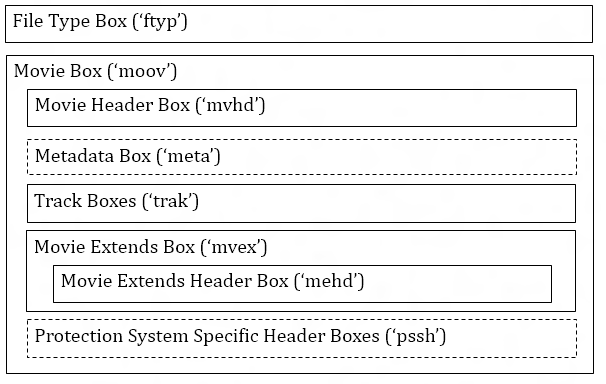 File Type Box (‘ftyp’)
Movie Box (‘moov’)
Movie Header Box (‘mvhd’)
Metadata Box (‘meta’)
Track Boxes (‘trak’)
Movie Extends Box (‘mvex’)
Movie Extends Header Box (‘mehd’)
Protection System Specific Header Boxes (‘pssh’)